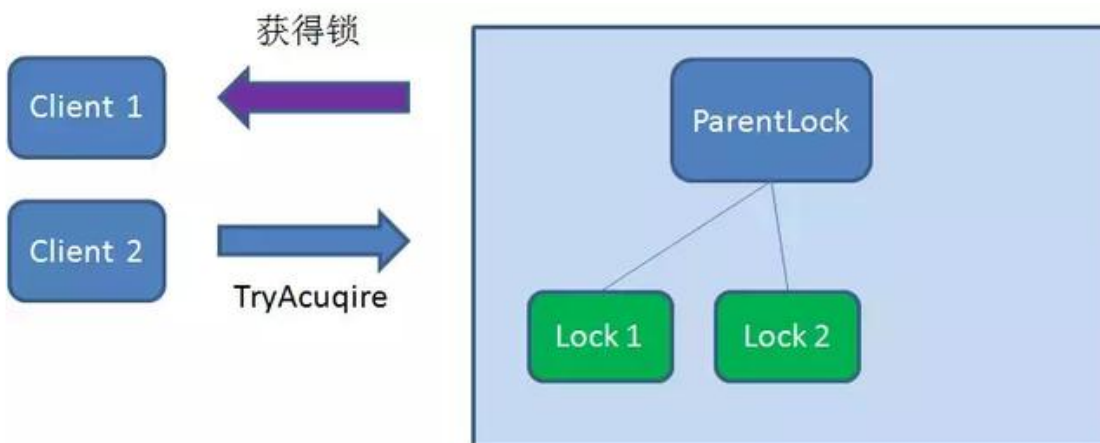 获得锁
Client 1
ParentLock
Client 2
TryAcuqire
Lock 1
Lock 2